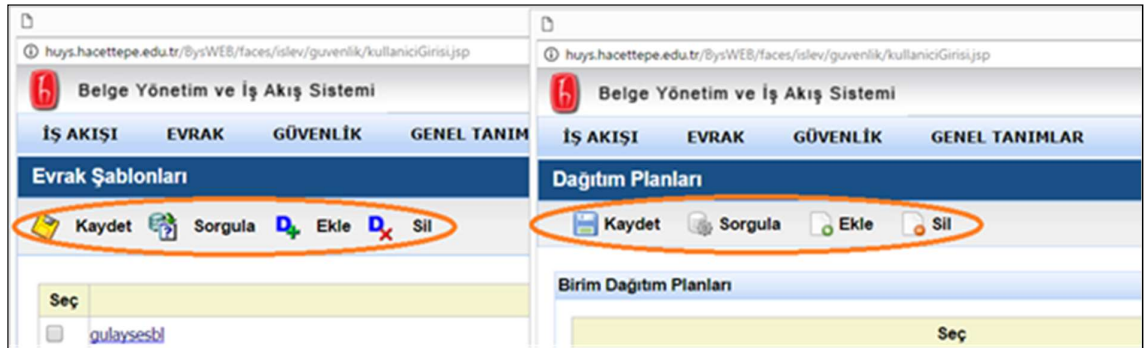 huys.hacettepe.edu.tr/BysWEB/faces/islev/guvenlik/kullaniciGirisi.jsp
Belge Yönetim ve İş Akış Sistemi
İŞ AKIŞI EVRAK GÜVENLİK GENEL TANIM
Evrak Şablonları
Kaydet Sorgula Ekle Sil
Seç
gulaysesbl
huys.hacettepe.edu.tr/BysWEB/faces/islev/guvenlik/kullaniciGirisi.jsp
Belge Yönetim ve İş Akış Sistemi
İŞ AKIŞI EVRAK GÜVENLİK GENEL TANIMLAR
Dağıtım Planları
Kaydet Sorgula Ekle Sil
Birim Dağıtım Planları
Seç